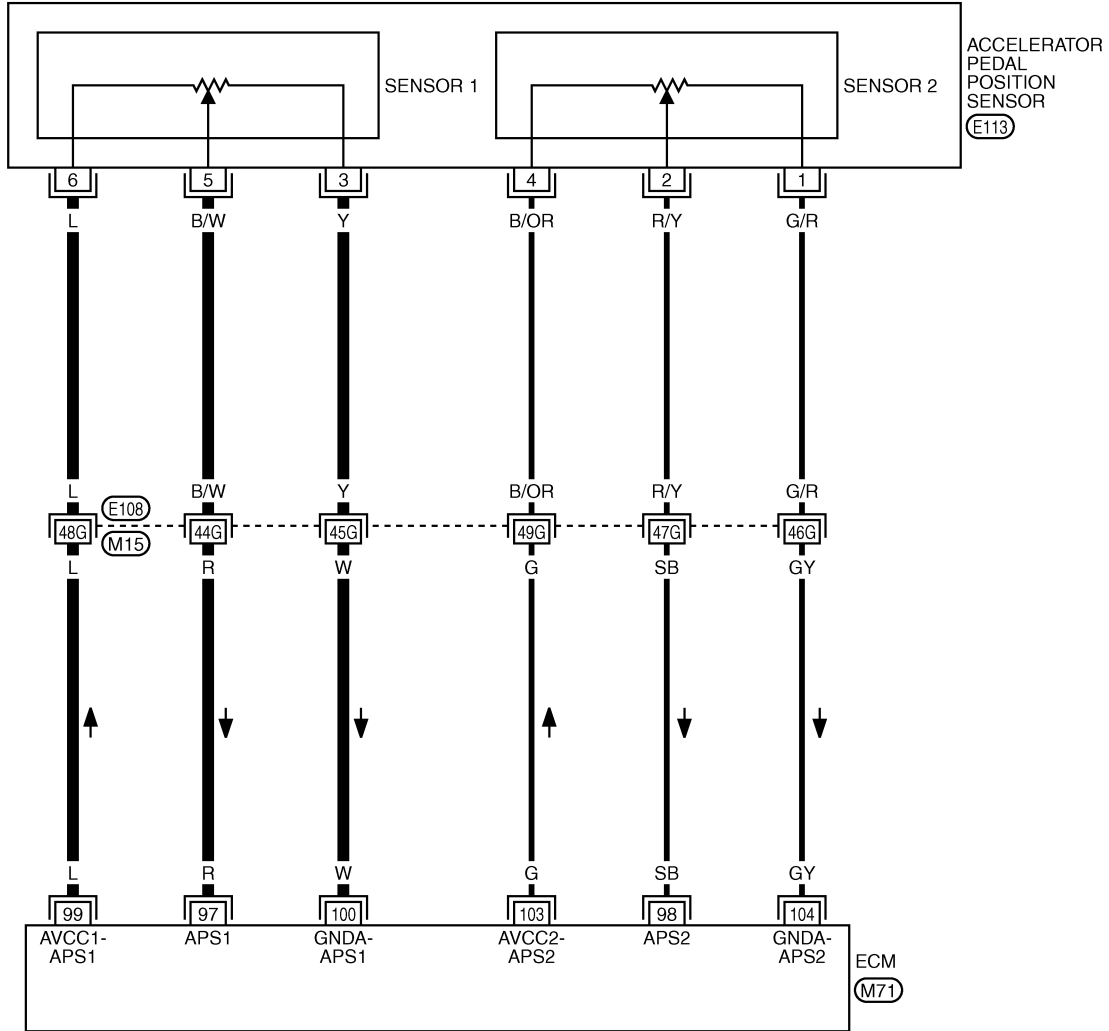 ACCELERATOR
PEDAL
POSITION
SENSOR
E113
SENSOR 1
SENSOR 2
6 5 3 4 2 1
L B/W Y B/OR R/Y G/R
L B/W Y B/OR R/Y G/R
E108
48G 44G 45G 49G 47G 46G
M15
L R W G SB GY
L R W G SB GY
99 97 100 103 98 104
AVCC1- APS1 GNDA- AVCC2- APS2 GNDA-
APS1 APS1 APS2 APS2
ECM
M71